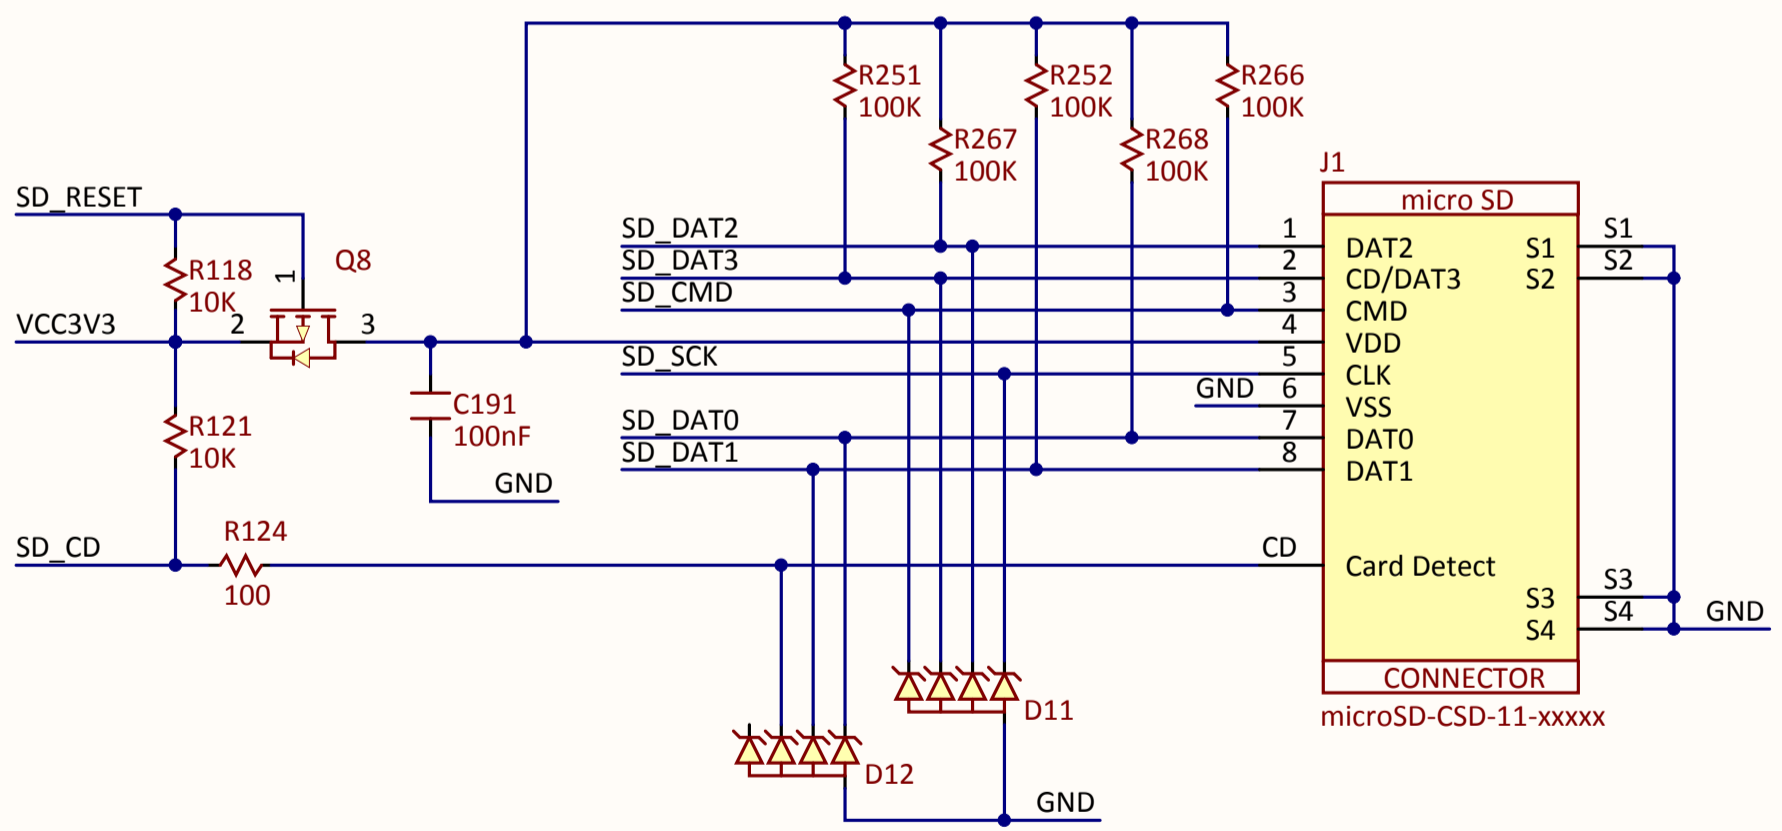 R251
100K
R252
100K
R266
100K
R267
100K
R268
100K
J1
micro SD
SD_RESET
SD_DAT2
1
DAT2
S1
S1
Q8
SD_DAT3
2
CD/DAT3
S2
S2
R118
10K
1
SD_CMD
3
CMD
VCC3V3
2
3
4
VDD
SD_SCK
5
CLK
GND
6
VSS
C191
100nF
R121
10K
SD_DAT0
7
DAT0
SD_DAT1
8
DAT1
GND
R124
100
SD_CD
CD
Card Detect
S3
S3
S4
S4
GND
CONNECTOR
microSD-CSD-11-xxxxx
D11
D12
GND